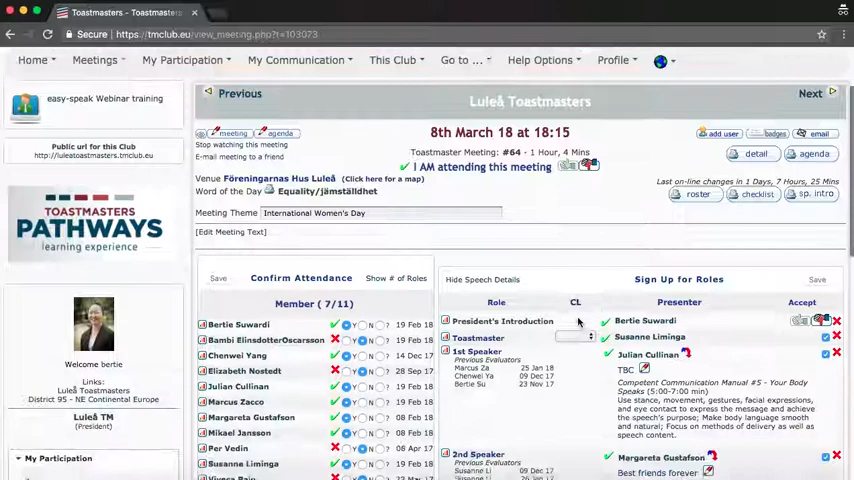 Toastmasters - Toastmasters
Secure https://tmclub.eu/view_meeting.php?t=103073
Home Meetings My Participation My Communication This Club Go to ... Help Options Profile
easy-speak Webinar training
Public url for this Club
http://luleatoastmasters.tmclub.eu
TOASTMASTERS
PATHWAYS
learning experience
Welcome bertie
Links:
Luleå Toastmasters
District 95 - NE Continental Europe
Luleå TM
(President)
My Participation
Previous
Luleå Toastmasters
Next
meeting agenda
Stop watching this meeting
E-mail meeting to a friend
8th March 18 at 18:15
Toastmaster Meeting: #64 - 1 Hour, 4 Mins
I AM attending this meeting
add user badges email
detail agenda
Last on-line changes in 1 Days, 7 Hours, 25 Mins
roster checklist sp. intro
Venue Föreningarnas Hus Luleå (Click here for a map)
Word of the Day Equality/jämställdhet
Meeting Theme International Women's Day
[Edit Meeting Text]
Save Confirm Attendance Show # of Roles
Member ( 7/11)
Bertie Suwardi Y N ? 19 Feb 18
Bambi ElinsdotterOscarsson Y N ? 19 Feb 18
Chenwei Yang Y N ? 14 Dec 17
Elizabeth Nostedt Y N ? 28 Sep 17
Julian Cullinan Y N ? 19 Feb 18
Marcus Zacco Y N ? 19 Feb 18
Margareta Gustafson Y N ? 08 Feb 18
Mikael Jansson Y N ? 08 Feb 18
Per Vedin Y N ? 08 Apr 17
Susanne Liminga Y N ? 19 Feb 18
Hide Speech Details Sign Up for Roles Save
Role CL Presenter Accept
President's Introduction Bertie Suwardi
Toastmaster Susanne Liminga
1st Speaker Julian Cullinan
Previous Evaluators
Marcus Za 25 Jan 18
Chenwei Ya 09 Dec 17
Bertie Su 23 Nov 17
TBC
Competent Communication Manual #5 - Your Body
Speaks (5:00-7:00 min)
Use stance, movement, gestures, facial expressions,
and eye contact to express the message and achieve
the speech's purpose; Make body language smooth
and natural; Focus on methods of delivery as well as
speech content.
2nd Speaker Margareta Gustafson
Previous Evaluators
Susanne Li 09 Dec 17
Best friends forever